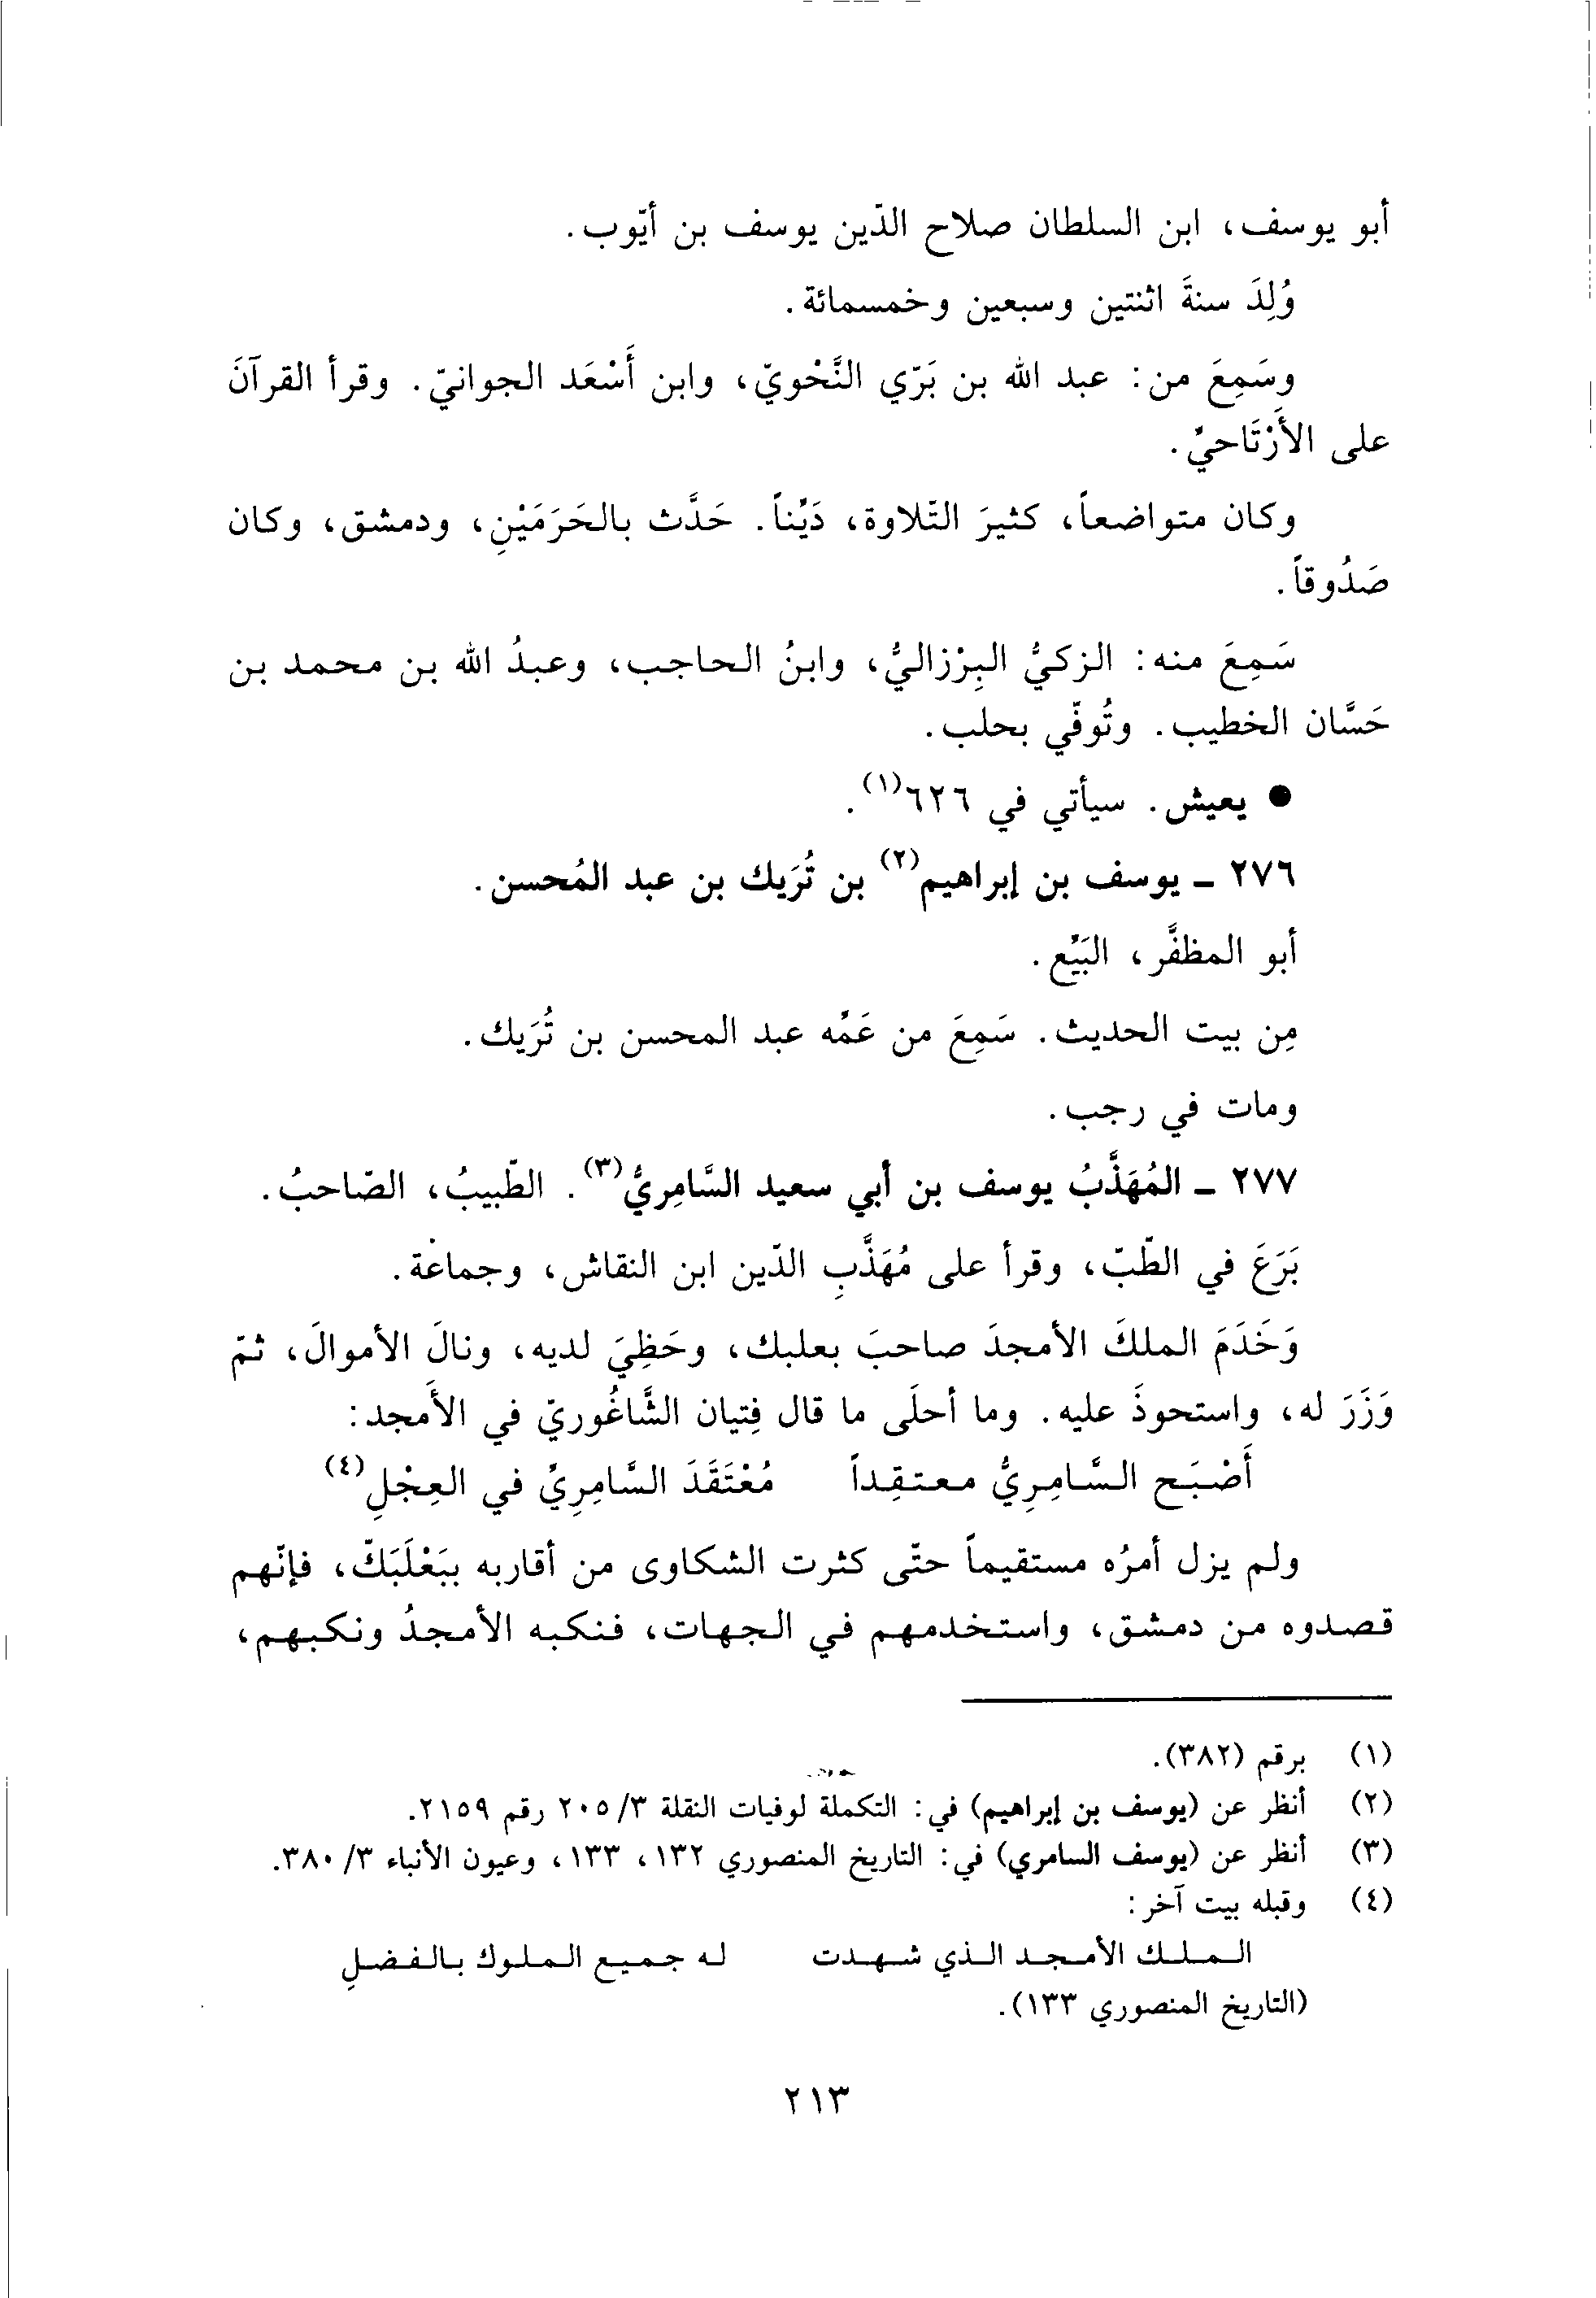 أبو يوسف، ابن السلطان صلاح الدّين يوسف بن أيّوب.
وُلِدَ سنةَ اثنتين وسبعين وخمسمائة.
وسَمِعَ من: عبد الله بن بَرّي النَّحْويّ، وابن أَسْعَد الجوانيّ. وقرأ القرآنَ
على الأَرْتَاحيِّ.
وكان متواضعاً، كثيرَ التّلاوة، دَيِّناً. حَدَّث بالحَرَمَيْنِ، ودمشق، وكان
صَدُوقاً.
سَمِعَ منه: الزكيُّ البِرْزاليُّ، وابنُ الحاجب، وعبدُ الله بن محمد بن
حَسَّان الخطيب. وتُوفّي بحلب.
● يعيش. سيأتي في ٦٢٦(١).
٢٧٦ ـ يوسف بن إبراهيم(٢) بن تُرَيك بن عبد المُحسن.
أبو المظفَّر، البَيِّع.
مِن بيت الحديث. سَمِعَ من عَمِّه عبد المحسن بن تُرَيك.
ومات في رجب.
٢٧٧ ـ المُهَذَّبُ يوسف بن أبي سعيد السَّامِريُّ(٣). الطّبيبُ، الصّاحبُ.
بَرَعَ في الطّبّ، وقرأ على مُهَذَّبِ الدّين ابن النقاش، وجماعة.
وَخَدَمَ الملكَ الأمجدَ صاحبَ بعلبك، وحَظِيَ لديه، ونالَ الأموالَ، ثمّ
وَزَرَ له، واستحوذَ عليه. وما أحلَى ما قال فِتيان الشَّاغُوريّ في الأَمجد:
أَصْبَح السَّامِرِيُّ معتقِداً مُعْتَقَدَ السَّامِرِيِّ في العِجْلِ(٤)
ولم يزل أمرُه مستقيماً حتّى كثرت الشكاوى من أقاربه ببَعْلَبَكّ، فإنّهم
قصدوه من دمشق، واستخدمهم في الجهات، فنكبه الأمجدُ ونكبهم،
(١) برقم (٣٨٢).
(٢) أنظر عن (يوسف بن إبراهيم) في: التكملة لوفيات النقلة ٣/ ٢٠٥ رقم ٢١٥٩.
(٣) أنظر عن (يوسف السامري) في: التاريخ المنصوري ١٣٢، ١٣٣، وعيون الأنباء ٣/ ٣٨٠.
(٤) وقبله بيت آخر:
الملك الأمجد الذي شهدت له جميع الملوك بالفضلِ
(التاريخ المنصوري ١٣٣).
٢١٣